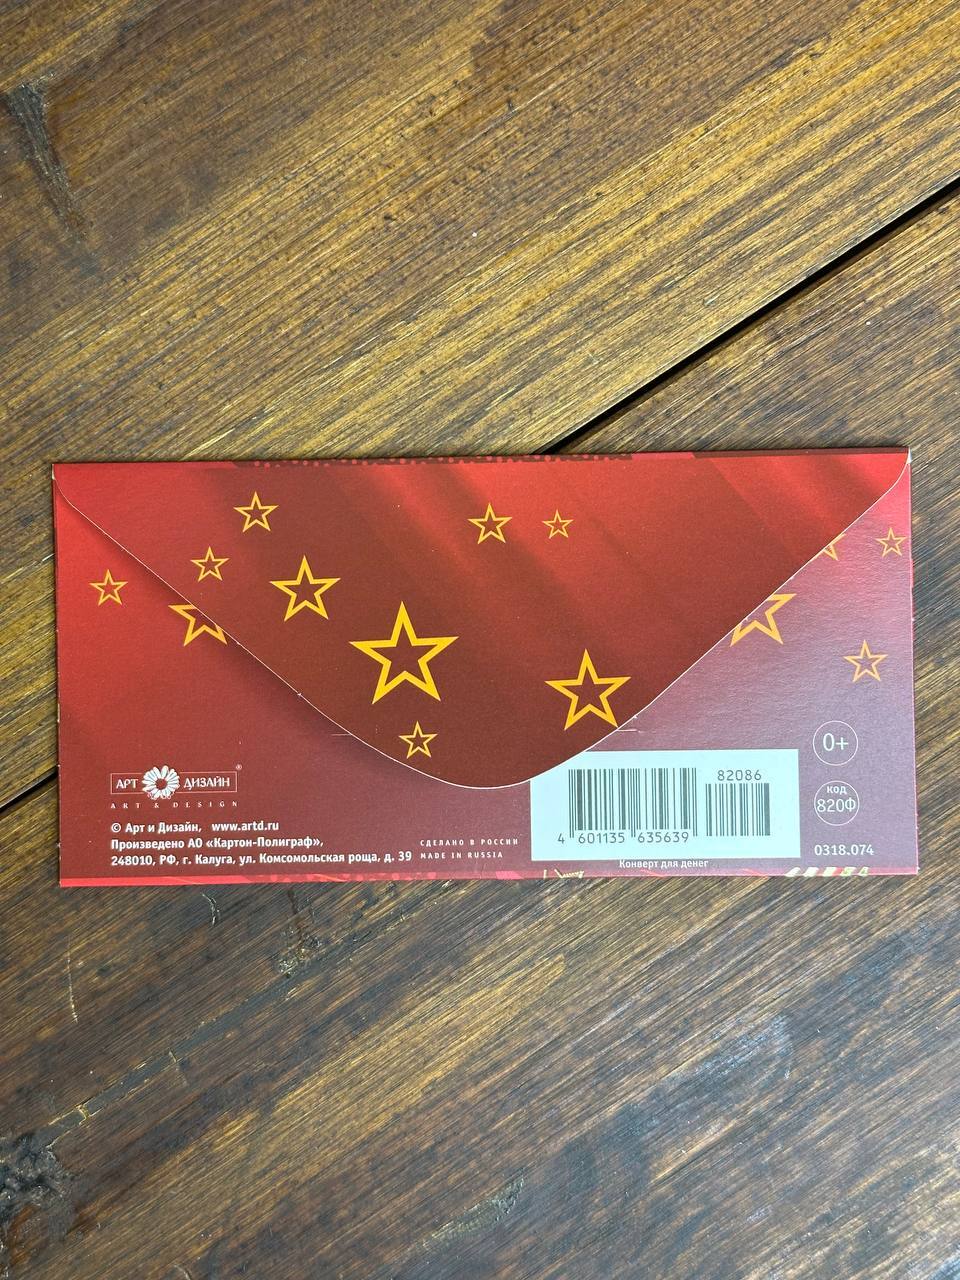 АРТ ДИЗАЙН®
ART & DESIGN
© Арт и Дизайн, www.artd.ru
Произведено АО «Картон-Полиграф»,
248010, РФ, г. Калуга, ул. Комсомольская роща, д. 39
СДЕЛАНО В РОССИИ
MADE IN RUSSIA
82086
4 601135 635639
Конверт для денег
0+
код
820Ф
0318.074